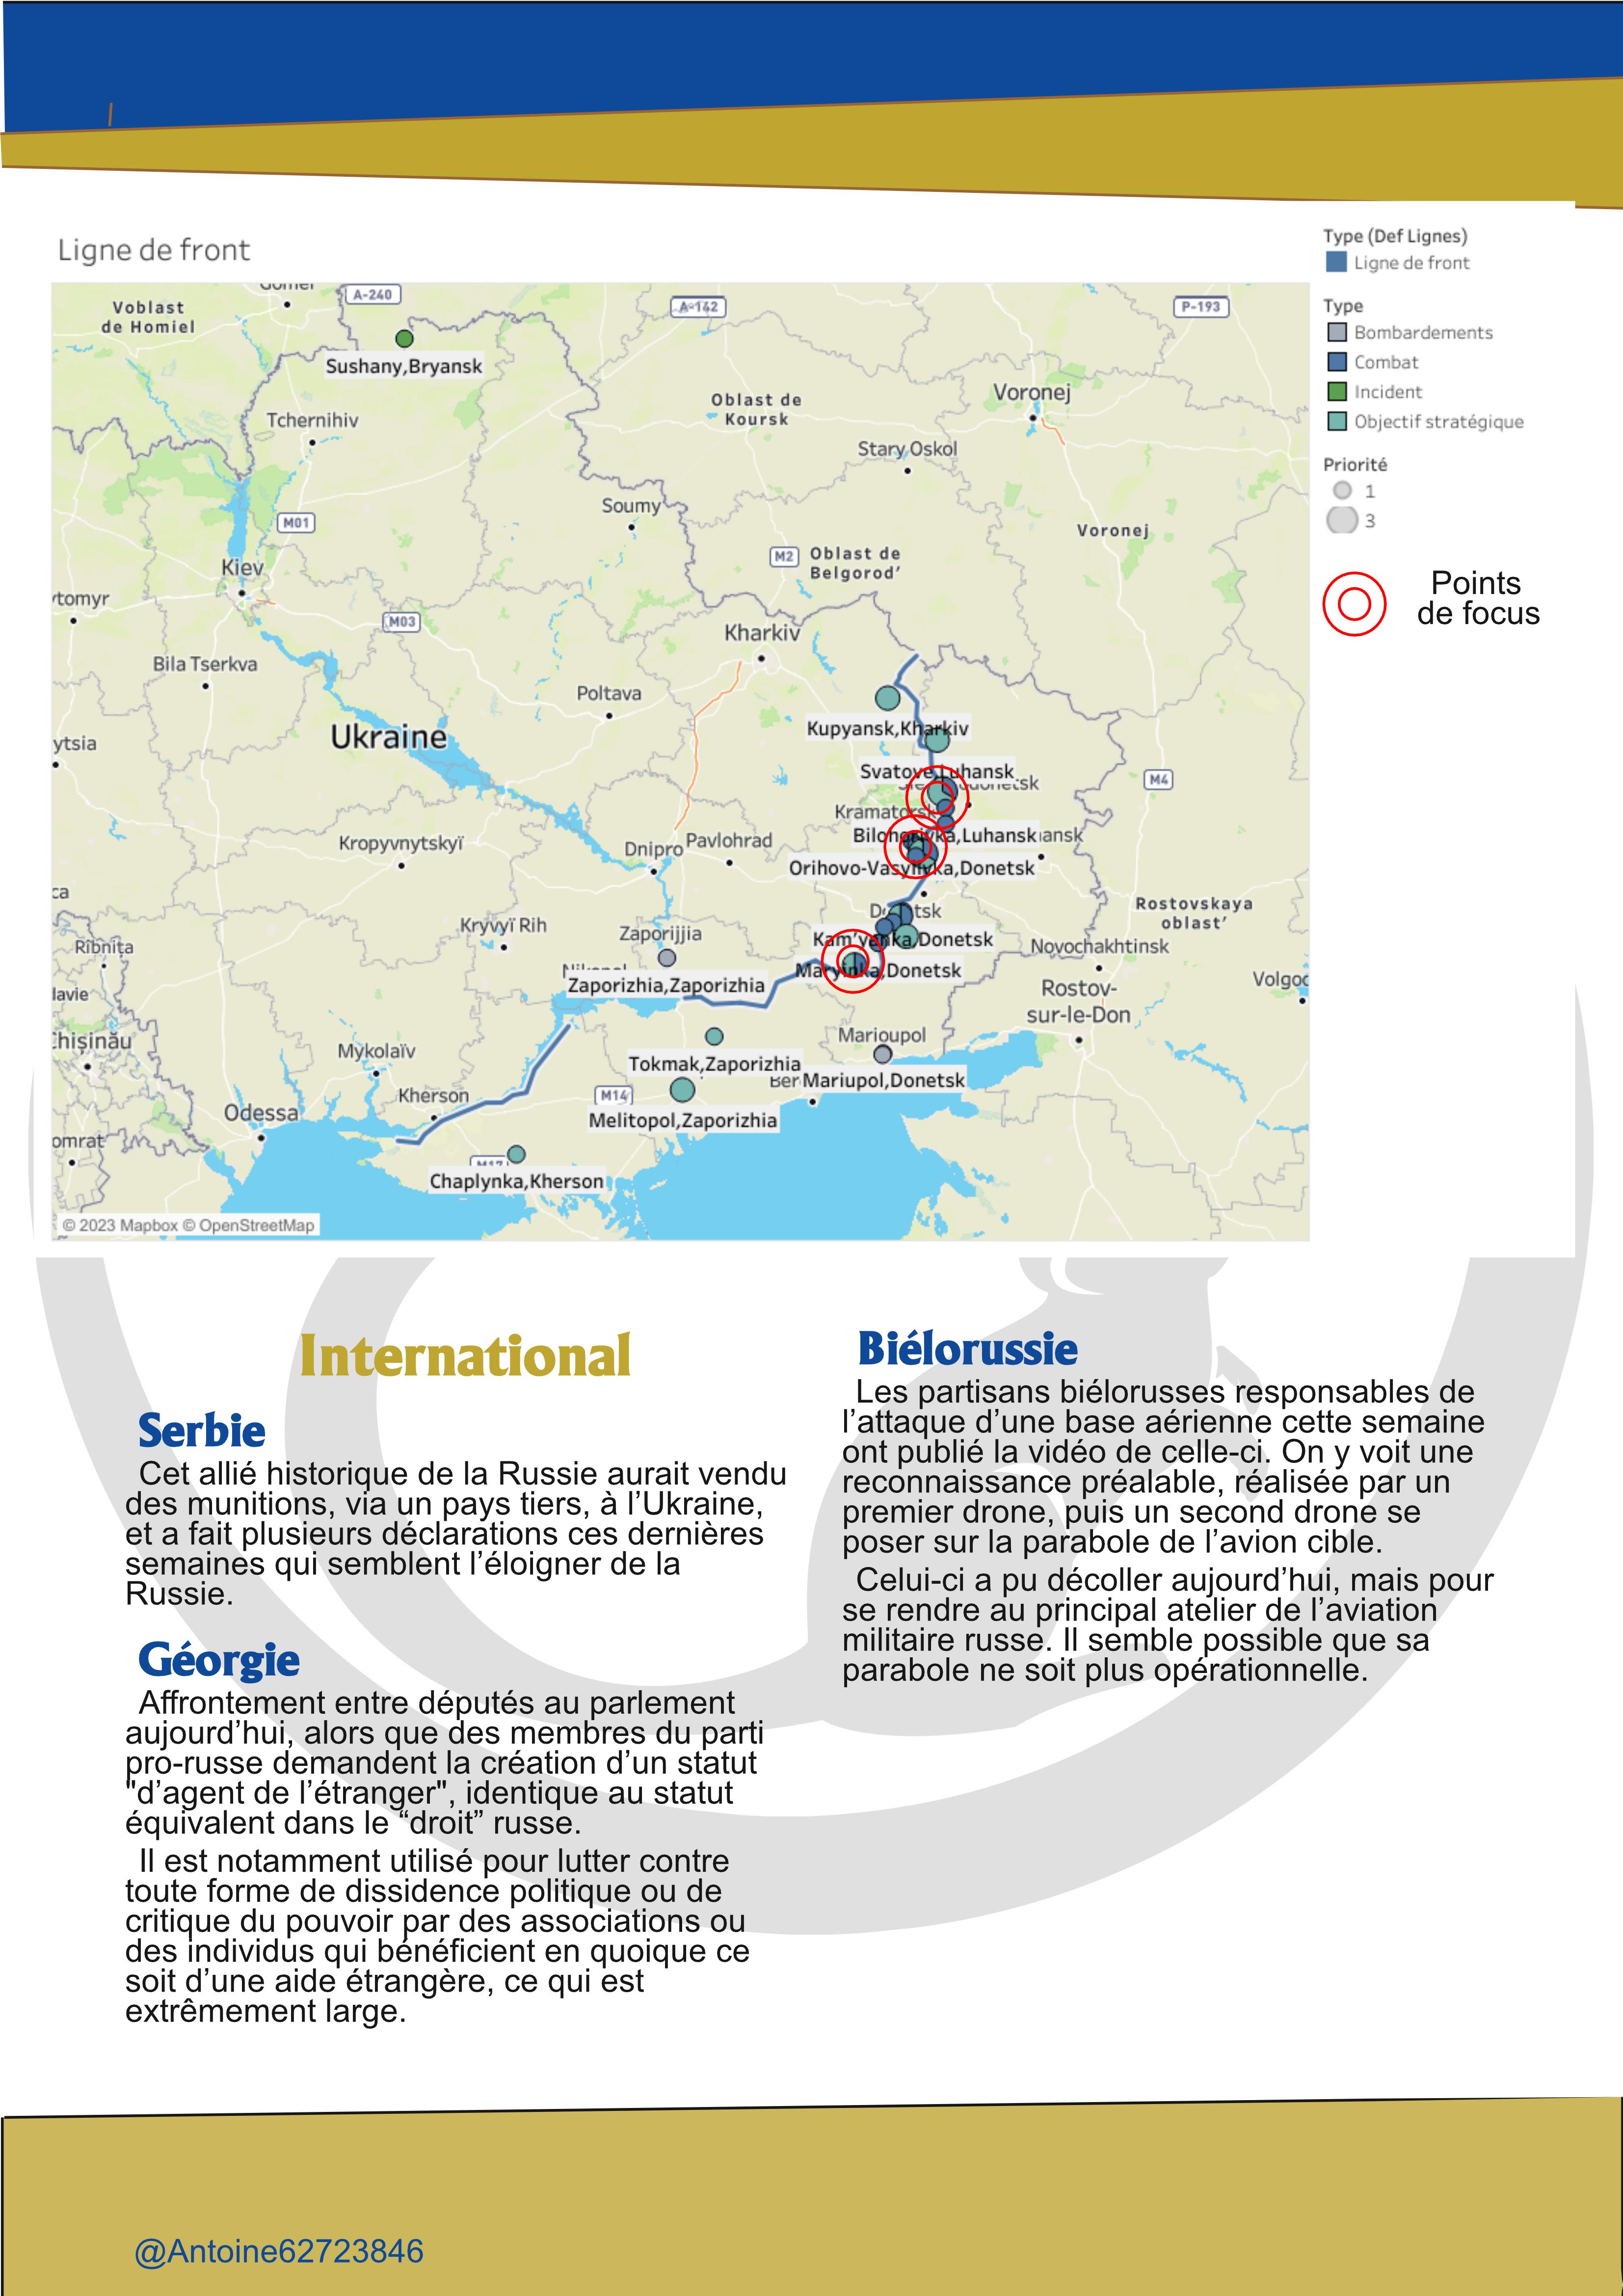 Ligne de front
Type (Def Lignes)
Ligne de front
Type
Bombardements
Combat
Incident
Objectif stratégique
Priorité
1
3
Points
de focus
A-240
A-142
P-193
Voblast
de Homiel
Sushany,Bryansk
Tchernihiv
Oblast de
Koursk
Voronej
Stary Oskol
Soumy
M01
Voronej
M2
Oblast de
Belgorod’
Kiev
M03
Kharkiv
Bila Tserkva
Poltava
Ukraine
Kupyansk,Kharkiv
Svatove,Luhansk
M4
Kramatorsk
Bilohorivka,Luhansk
Kropyvnytskyï
Dnipro
Pavlohrad
Orihovo-Vasylivka,Donetsk
Rostovskaya
oblast’
Kryvyï Rih
Zaporijjia
Kam’yanka,Donetsk
Novochakhtinsk
Rîbnița
Maryinka,Donetsk
Zaporizhia,Zaporizhia
Rostov-
sur-le-Don
Marioupol
Mykolaïv
Tokmak,Zaporizhia
Mariupol,Donetsk
Kherson
M14
Odessa
Melitopol,Zaporizhia
Chaplynka,Kherson
© 2023 Mapbox © OpenStreetMap
International
Serbie
Cet allié historique de la Russie aurait vendu
des munitions, via un pays tiers, à l’Ukraine,
et a fait plusieurs déclarations ces dernières
semaines qui semblent l’éloigner de la
Russie.
Géorgie
Affrontement entre députés au parlement
aujourd’hui, alors que des membres du parti
pro-russe demandent la création d’un statut
"d’agent de l’étranger", identique au statut
équivalent dans le “droit” russe.
Il est notamment utilisé pour lutter contre
toute forme de dissidence politique ou de
critique du pouvoir par des associations ou
des individus qui bénéficient en quoique ce
soit d’une aide étrangère, ce qui est
extrêmement large.
Biélorussie
Les partisans biélorusses responsables de
l’attaque d’une base aérienne cette semaine
ont publié la vidéo de celle-ci. On y voit une
reconnaissance préalable, réalisée par un
premier drone, puis un second drone se
poser sur la parabole de l’avion cible.
Celui-ci a pu décoller aujourd’hui, mais pour
se rendre au principal atelier de l’aviation
militaire russe. Il semble possible que sa
parabole ne soit plus opérationnelle.
@Antoine62723846